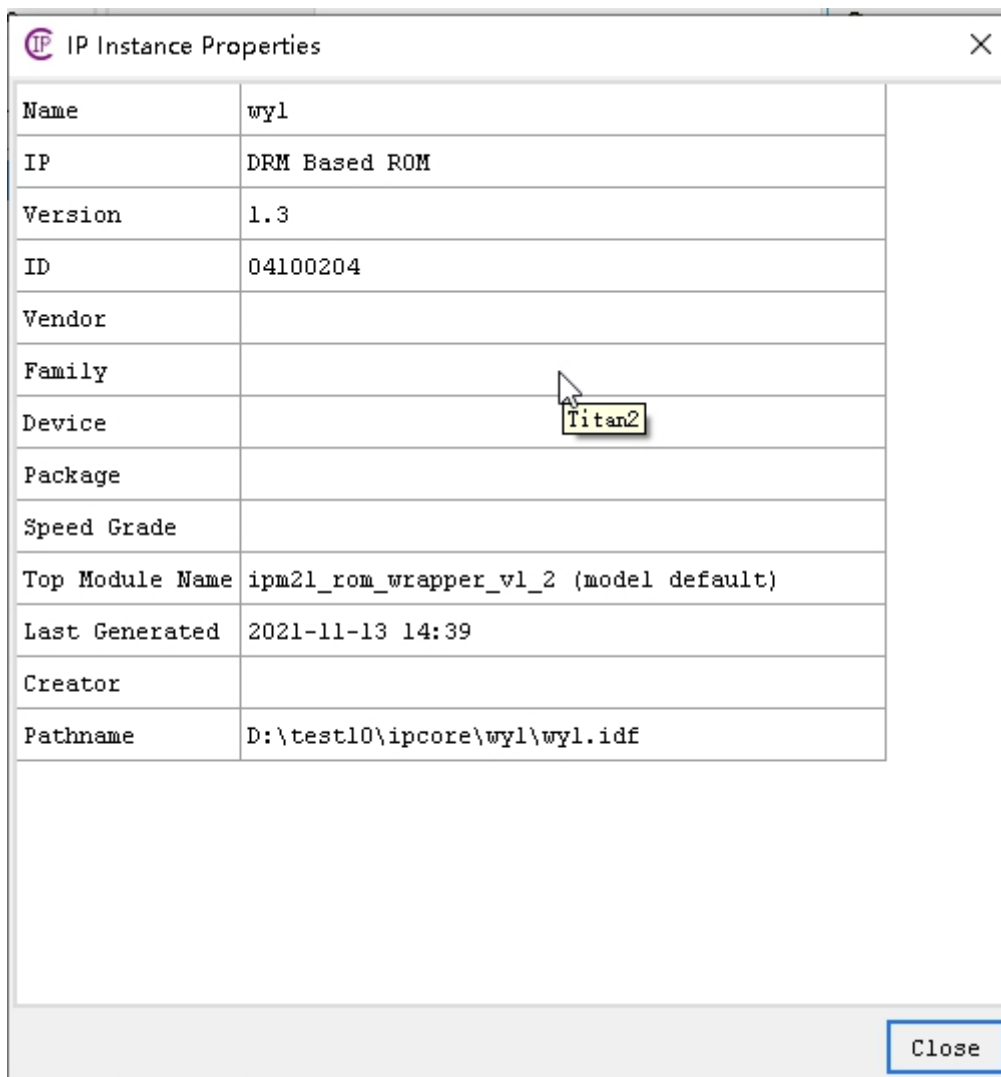 IP Instance Properties
Name wyl
IP DRM Based ROM
Version 1.3
ID 04100204
Vendor
Family
Titan2
Device
Package
Speed Grade
Top Module Name ipm2l_rom_wrapper_v1_2 (model default)
Last Generated 2021-11-13 14:39
Creator
Pathname D:\test10\ipcore\wyl\wyl.idf
Close